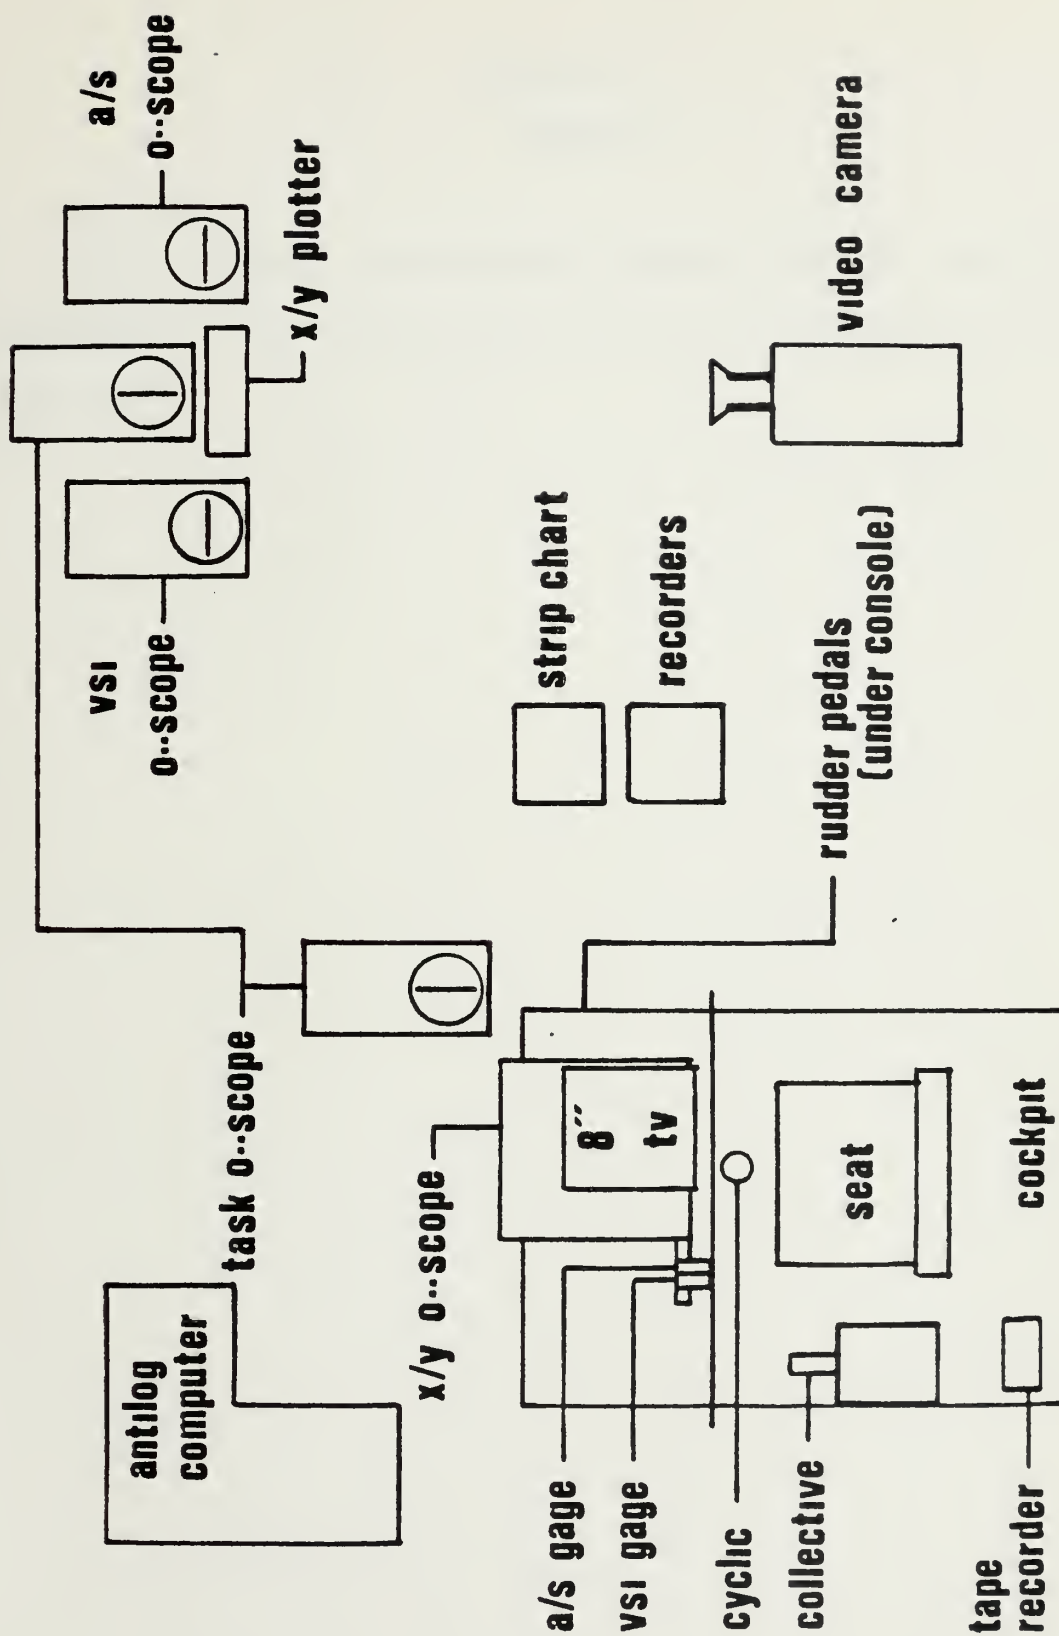 antilog
computer
task o--scope
vsi
o--scope
a/s
o--scope
x/y plotter
x/y o--scope
8″
tv
strip chart
recorders
video camera
rudder pedals
(under console)
a/s gage
vsi gage
cyclic
collective
seat
tape
recorder
cockpit